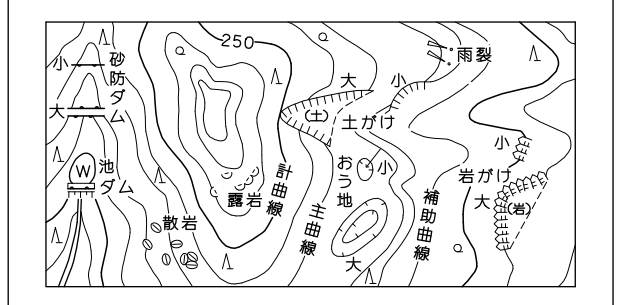 250
小
砂防ダム
大
W
池
ダム
露岩
散岩
計曲線
主曲線
大
小
(土)
土がけ
おう地
小
大
補助曲線
雨裂
小
岩がけ
大
(岩)